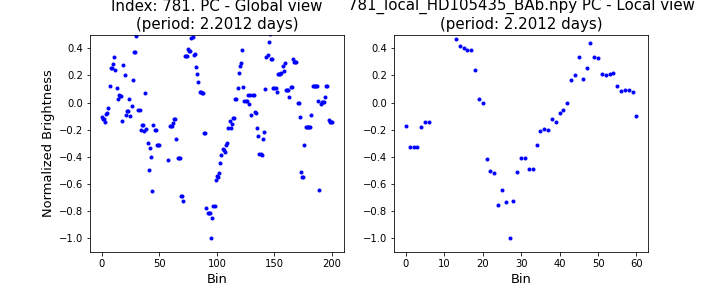 Index: 781. PC - Global view
(period: 2.2012 days)
781_local_HD105435_BAb.npy PC - Local view
(period: 2.2012 days)
Normalized Brightness
0.4
0.2
0.0
−0.2
−0.4
−0.6
−0.8
−1.0
0 50 100 150 200
Bin
0.4
0.2
0.0
−0.2
−0.4
−0.6
−0.8
−1.0
0 10 20 30 40 50 60
Bin